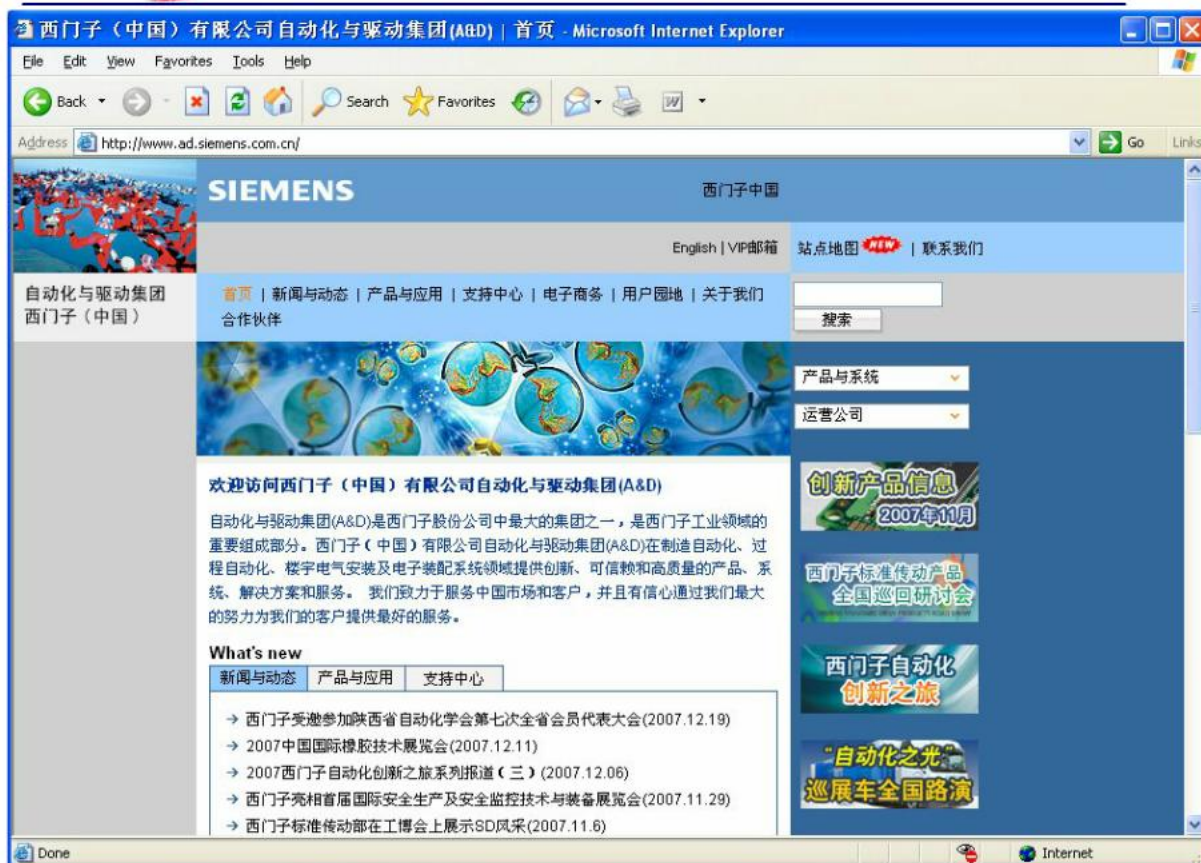 西门子（中国）有限公司自动化与驱动集团(A&D) | 首页 - Microsoft Internet Explorer
File Edit View Favorites Tools Help
Back Search Favorites
Address http://www.ad.siemens.com.cn/ Go Links
SIEMENS 西门子中国
English | VIP邮箱 站点地图 NEW | 联系我们
自动化与驱动集团
西门子（中国）
首页 | 新闻与动态 | 产品与应用 | 支持中心 | 电子商务 | 用户园地 | 关于我们
合作伙伴
搜索
产品与系统
运营公司
欢迎访问西门子（中国）有限公司自动化与驱动集团(A&D)
自动化与驱动集团(A&D)是西门子股份公司中最大的集团之一，是西门子工业领域的
重要组成部分。西门子（中国）有限公司自动化与驱动集团(A&D)在制造自动化、过
程自动化、楼宇电气安装及电子装配系统领域提供创新、可信赖和高质量的产品、系
统、解决方案和服务。 我们致力于服务中国市场和客户，并且有信心通过我们最大
的努力为我们的客户提供最好的服务。
What's new
新闻与动态 产品与应用 支持中心
→ 西门子受邀参加陕西省自动化学会第七次全省会员代表大会(2007.12.19)
→ 2007中国国际橡胶技术展览会(2007.12.11)
→ 2007西门子自动化创新之旅系列报道（三）(2007.12.06)
→ 西门子亮相首届国际安全生产及安全监控技术与装备展览会(2007.11.29)
→ 西门子标准传动部在工博会上展示SD风采(2007.11.6)
创新产品信息
2007年11月
西门子标准传动产品
全国巡回研讨会
西门子自动化
创新之旅
"自动化之光"
巡展车全国路演
Done Internet